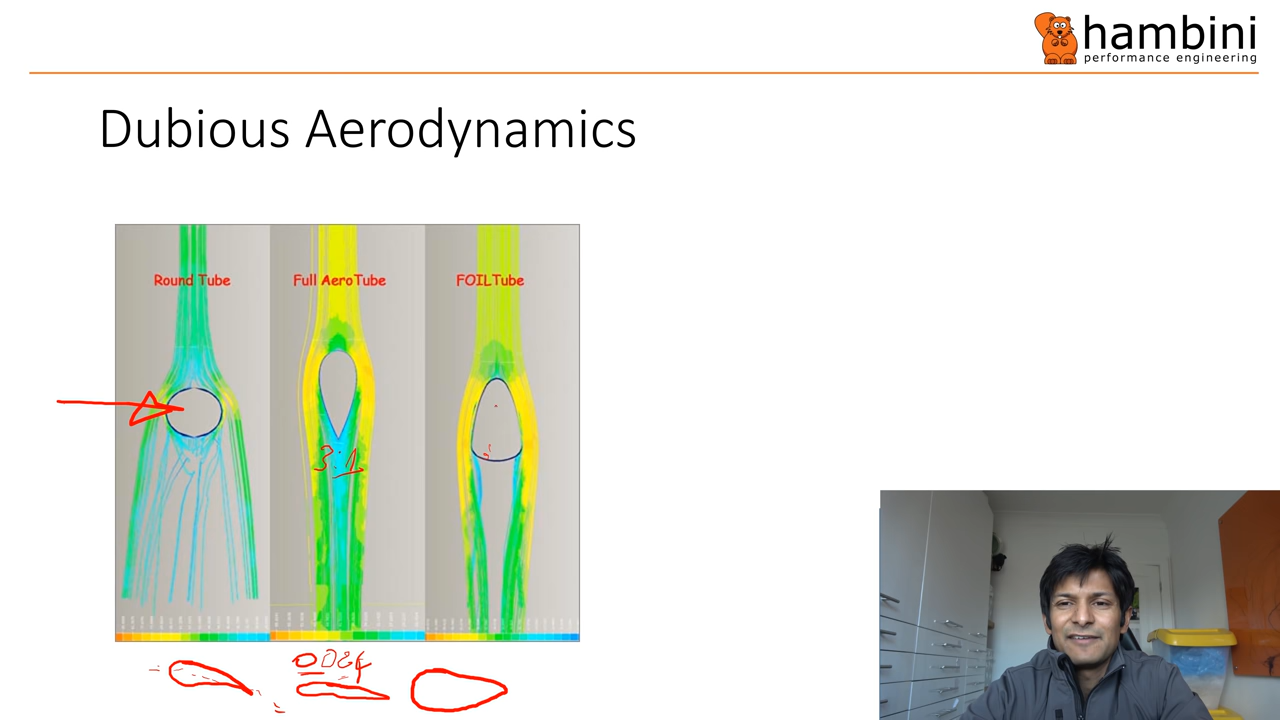 hambini
performance engineering
Dubious Aerodynamics
Round Tube
Full AeroTube
FOILTube
3:1